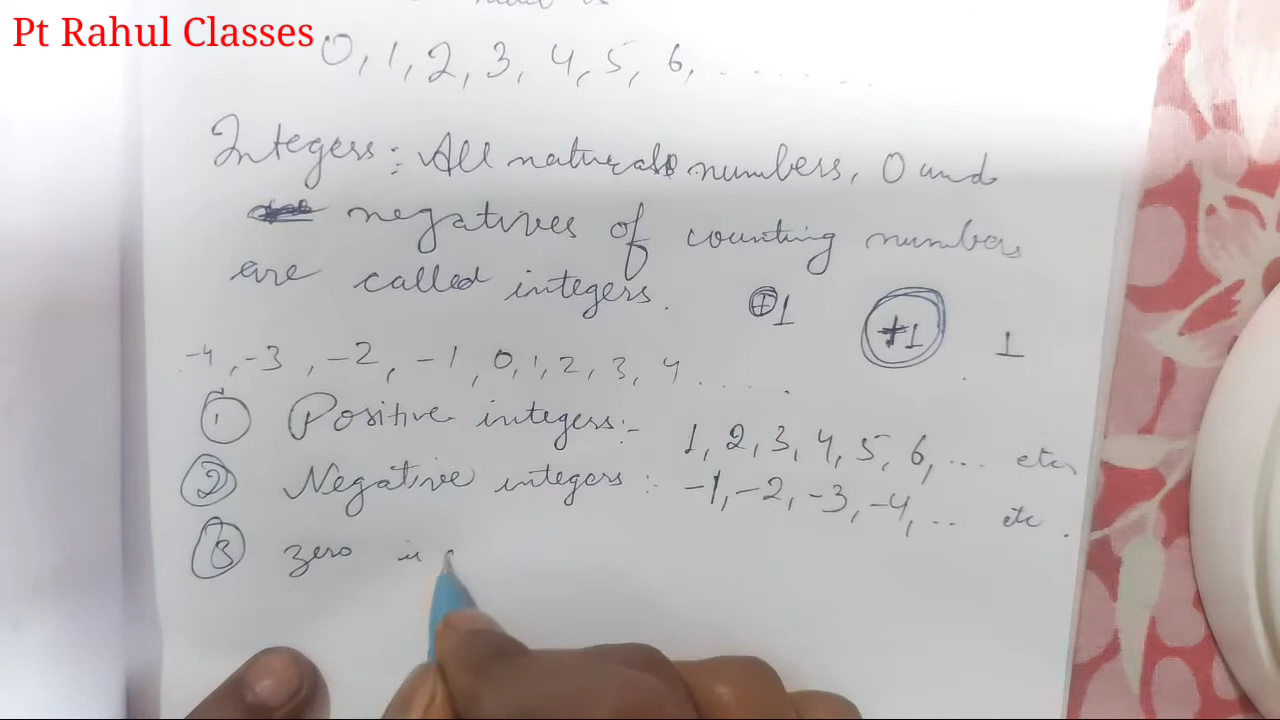 Pt Rahul Classes
0, 1, 2, 3, 4, 5, 6, ........
Integers: All natural numbers, 0 and
negatives of counting numbers
are called integers.
+1 +1 1
-4, -3, -2, -1, 0, 1, 2, 3, 4 .....
① Positive integers:- 1, 2, 3, 4, 5, 6, ... etc
② Negative integers: -1, -2, -3, -4, .. etc.
③ zero is